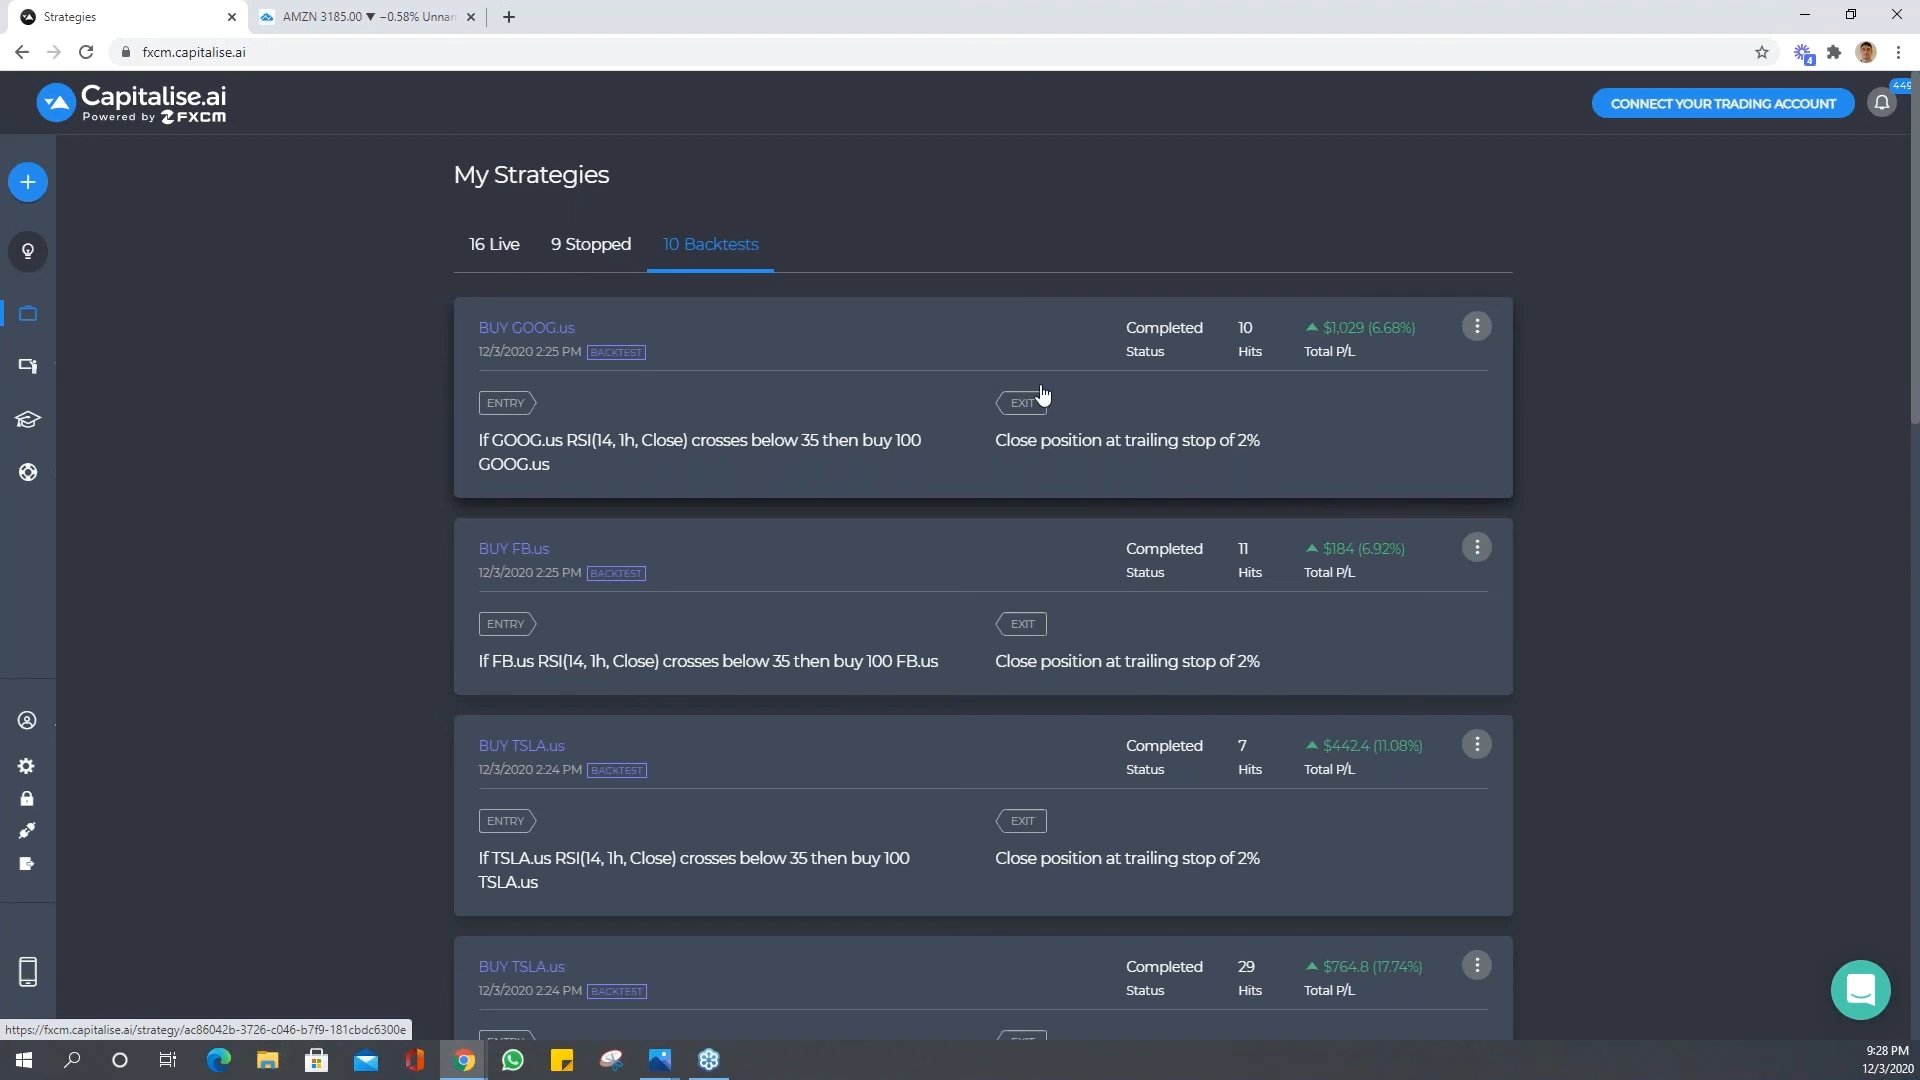 Strategies
AMZN 3185.00 ▼ −0.58% Unnam
fxcm.capitalise.ai
4
Capitalise.ai
Powered by FXCM
CONNECT YOUR TRADING ACCOUNT
449
My Strategies
16 Live 9 Stopped 10 Backtests
BUY GOOG.us Completed 10 $1,029 (6.68%)
12/3/2020 2:25 PM BACKTEST Status Hits Total P/L
ENTRY EXIT
If GOOG.us RSI(14, 1h, Close) crosses below 35 then buy 100 Close position at trailing stop of 2%
GOOG.us
BUY FB.us Completed 11 $184 (6.92%)
12/3/2020 2:25 PM BACKTEST Status Hits Total P/L
ENTRY EXIT
If FB.us RSI(14, 1h, Close) crosses below 35 then buy 100 FB.us Close position at trailing stop of 2%
BUY TSLA.us Completed 7 $442.4 (11.08%)
12/3/2020 2:24 PM BACKTEST Status Hits Total P/L
ENTRY EXIT
If TSLA.us RSI(14, 1h, Close) crosses below 35 then buy 100 Close position at trailing stop of 2%
TSLA.us
BUY TSLA.us Completed 29 $764.8 (17.74%)
12/3/2020 2:24 PM BACKTEST Status Hits Total P/L
ENTRY EXIT
https://fxcm.capitalise.ai/strategy/ac86042b-3726-c046-b7f9-181cbdc6300e
9:28 PM
12/3/2020